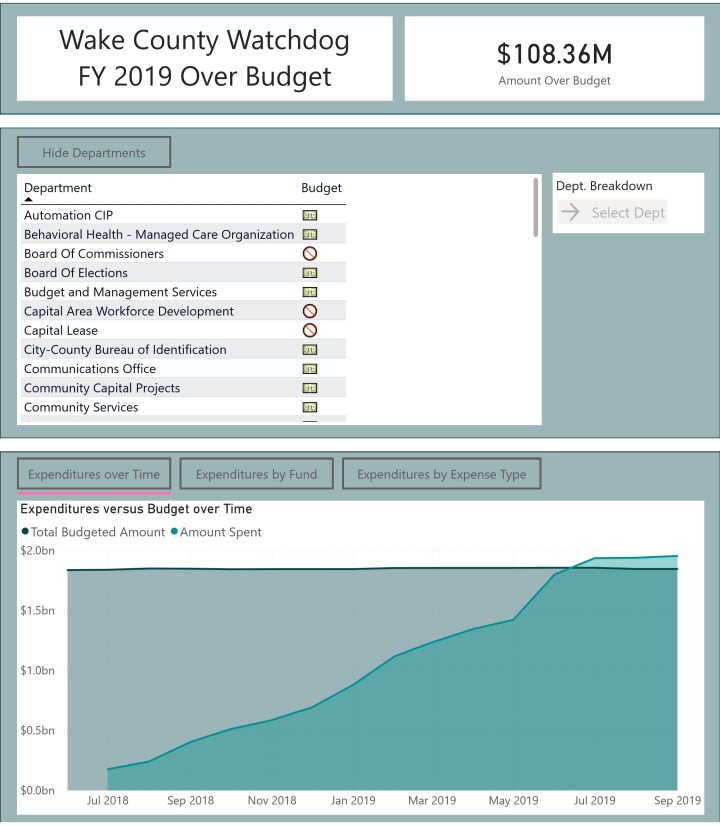 Wake County Watchdog
FY 2019 Over Budget
$108.36M
Amount Over Budget
Hide Departments
Department Budget
Automation CIP
Behavioral Health - Managed Care Organization
Board Of Commissioners
Board Of Elections
Budget and Management Services
Capital Area Workforce Development
Capital Lease
City-County Bureau of Identification
Communications Office
Community Capital Projects
Community Services
Dept. Breakdown
Select Dept
Expenditures over Time Expenditures by Fund Expenditures by Expense Type
Expenditures versus Budget over Time
Total Budgeted Amount Amount Spent
$2.0bn
$1.5bn
$1.0bn
$0.5bn
$0.0bn
Jul 2018 Sep 2018 Nov 2018 Jan 2019 Mar 2019 May 2019 Jul 2019 Sep 2019